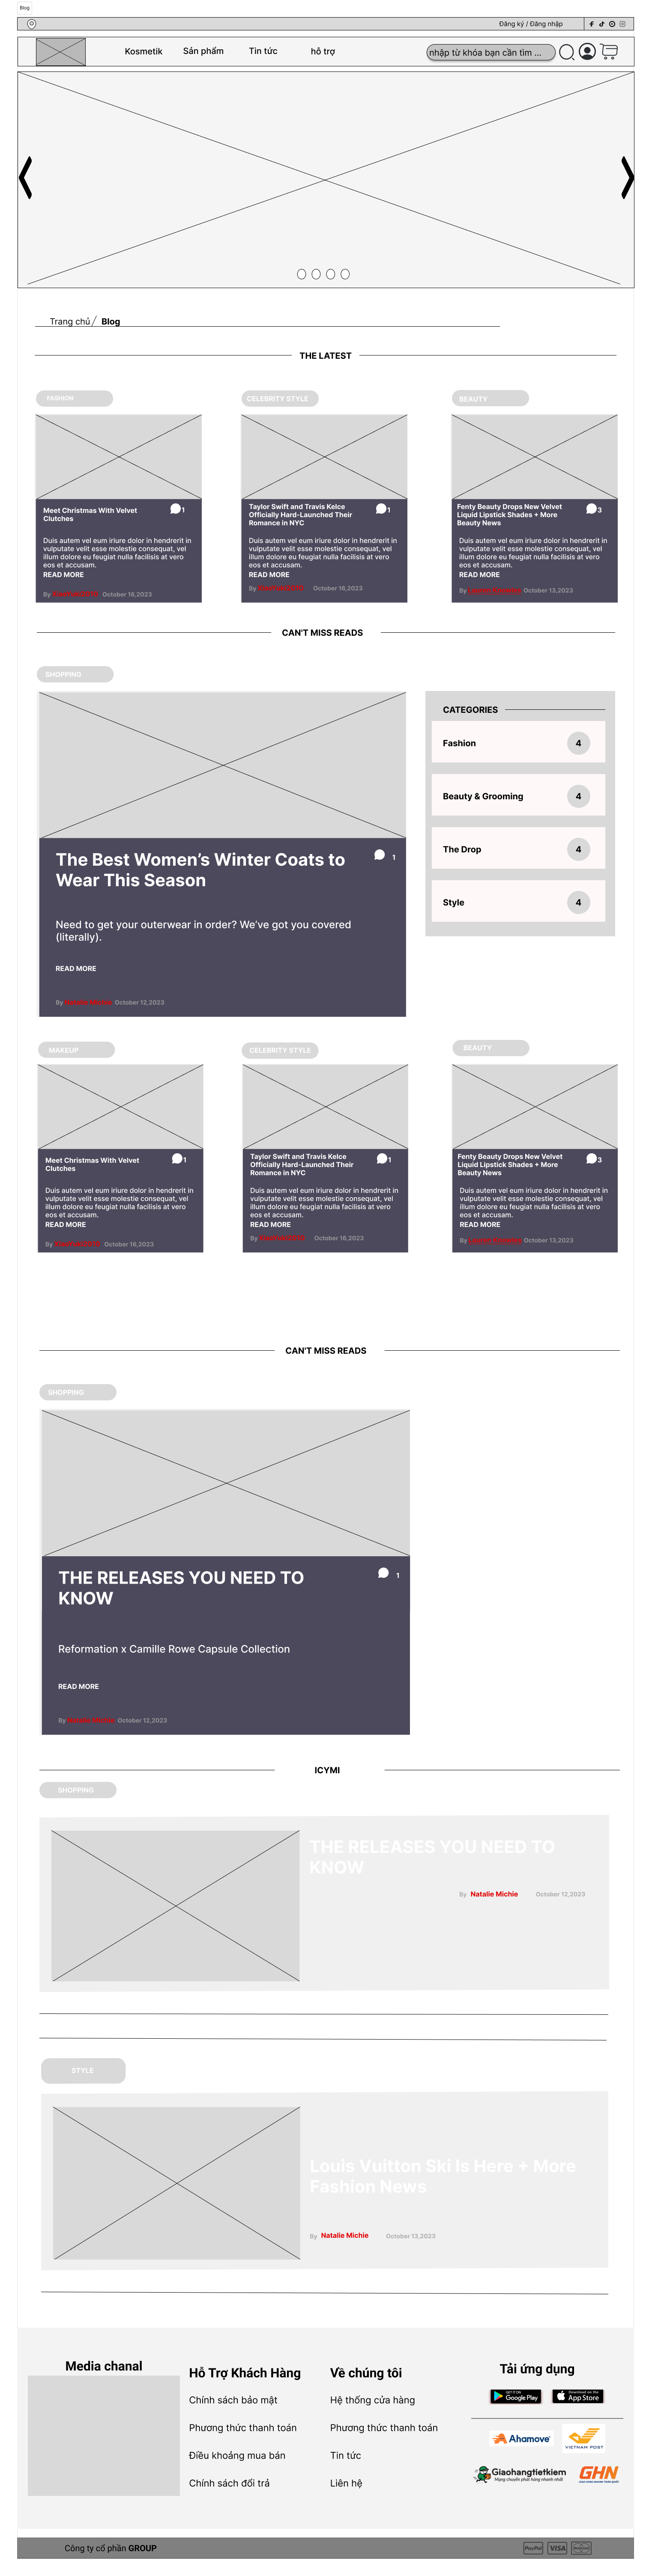 Blog
Đăng ký / Đăng nhập
Kosmetik
Sản phẩm
Tin tức
hỗ trợ
nhập từ khóa bạn cần tìm ...
Trang chủ / Blog
THE LATEST
FASHION
CELEBRITY STYLE
BEAUTY
Meet Christmas With Velvet
Clutches
1
Duis autem vel eum iriure dolor in hendrerit in
vulputate velit esse molestie consequat, vel
illum dolore eu feugiat nulla facilisis at vero
eos et accusam.
READ MORE
By
October 16,2023
Taylor Swift and Travis Kelce
Officially Hard-Launched Their
Romance in NYC
1
Duis autem vel eum iriure dolor in hendrerit in
vulputate velit esse molestie consequat, vel
illum dolore eu feugiat nulla facilisis at vero
eos et accusam.
READ MORE
By
October 16,2023
Fenty Beauty Drops New Velvet
Liquid Lipstick Shades + More
Beauty News
3
Duis autem vel eum iriure dolor in hendrerit in
vulputate velit esse molestie consequat, vel
illum dolore eu feugiat nulla facilisis at vero
eos et accusam.
READ MORE
By
October 13,2023
CAN'T MISS READS
SHOPPING
The Best Women's Winter Coats to
Wear This Season
1
Need to get your outerwear in order? We've got you covered
(literally).
READ MORE
By Natalie Michie October 12,2023
CATEGORIES
Fashion 4
Beauty & Grooming 4
The Drop 4
Style 4
MAKEUP
CELEBRITY STYLE
BEAUTY
Meet Christmas With Velvet
Clutches
1
Duis autem vel eum iriure dolor in hendrerit in
vulputate velit esse molestie consequat, vel
illum dolore eu feugiat nulla facilisis at vero
eos et accusam.
READ MORE
By
October 16,2023
Taylor Swift and Travis Kelce
Officially Hard-Launched Their
Romance in NYC
1
Duis autem vel eum iriure dolor in hendrerit in
vulputate velit esse molestie consequat, vel
illum dolore eu feugiat nulla facilisis at vero
eos et accusam.
READ MORE
By
October 16,2023
Fenty Beauty Drops New Velvet
Liquid Lipstick Shades + More
Beauty News
3
Duis autem vel eum iriure dolor in hendrerit in
vulputate velit esse molestie consequat, vel
illum dolore eu feugiat nulla facilisis at vero
eos et accusam.
READ MORE
By
October 13,2023
CAN'T MISS READS
SHOPPING
THE RELEASES YOU NEED TO
KNOW
1
Reformation x Camille Rowe Capsule Collection
READ MORE
By
October 12,2023
ICYMI
SHOPPING
THE RELEASES YOU NEED TO
KNOW
By Natalie Michie October 12,2023
STYLE
Louis Vuitton Ski Is Here + More
Fashion News
By Natalie Michie October 13,2023
Media chanal
Hỗ Trợ Khách Hàng
Chính sách bảo mật
Phương thức thanh toán
Điều khoảng mua bán
Chính sách đổi trả
Về chúng tôi
Hệ thống cửa hàng
Phương thức thanh toán
Tin tức
Liên hệ
Tải ứng dụng
GET IT ON
Google Play
Download on the
App Store
Ahamove
VIETNAM POST
Giaohangtietkiem
Mạng chuyển phát hàng nhanh nhất
GHN
Công ty cổ phần GROUP
PayPal
VISA